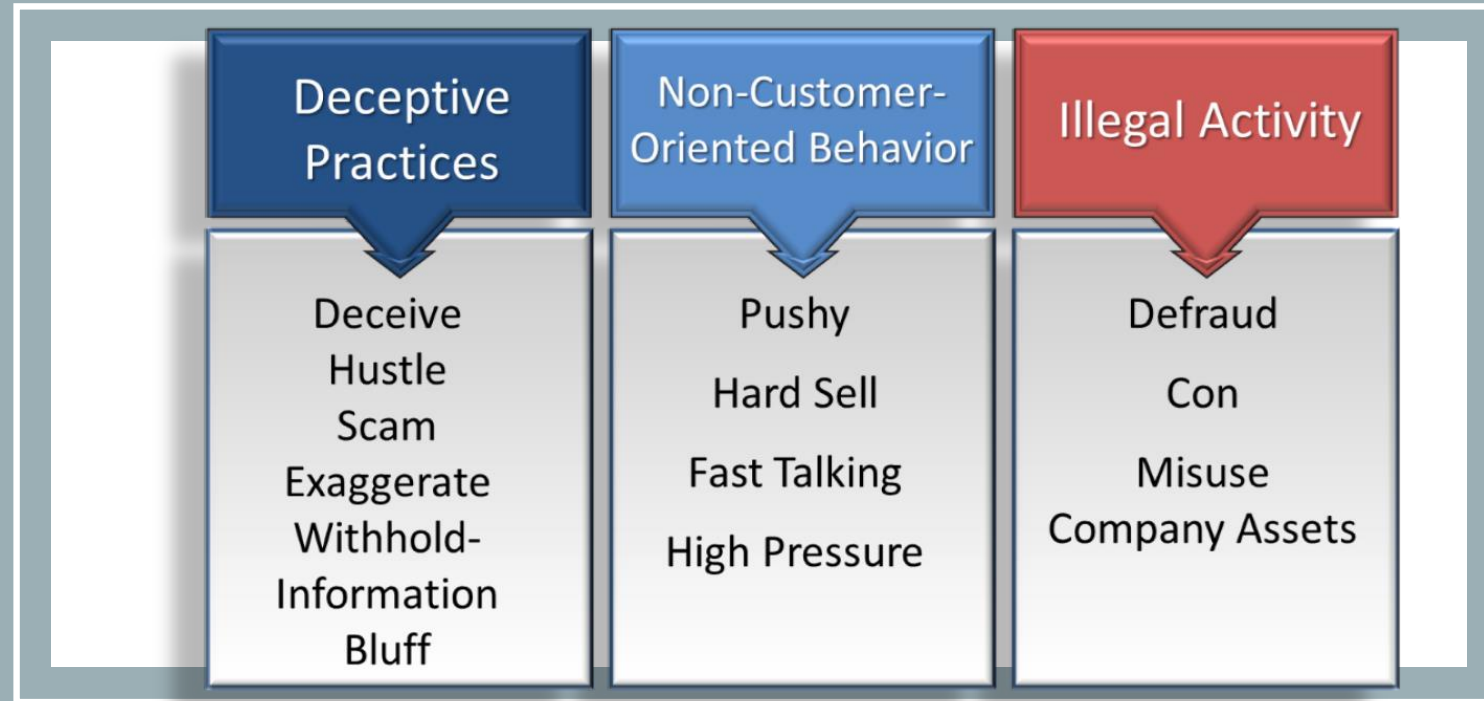 Deceptive
Practices
Deceive
Hustle
Scam
Exaggerate
Withhold-
Information
Bluff
Non-Customer-
Oriented Behavior
Pushy
Hard Sell
Fast Talking
High Pressure
Illegal Activity
Defraud
Con
Misuse
Company Assets